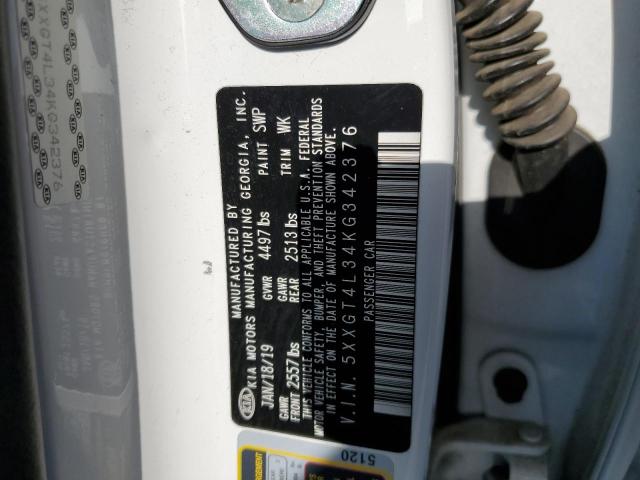 MANUFACTURED BY
KIA KIA MOTORS MANUFACTURING GEORGIA, INC.
JAN/18/19 GVWR 4497 lbs PAINT SWP
GAWR FRONT 2557 lbs GAWR REAR 2513 lbs TRIM WK
THIS VEHICLE CONFORMS TO ALL APPLICABLE U.S.A. FEDERAL
MOTOR VEHICLE SAFETY, BUMPER, AND THEFT PREVENTION STANDARDS
IN EFFECT ON THE DATE OF MANUFACTURE SHOWN ABOVE.
V.I.N. 5XXGT4L34KG342376
PASSENGER CAR
5120
XXGT4L34KG342376